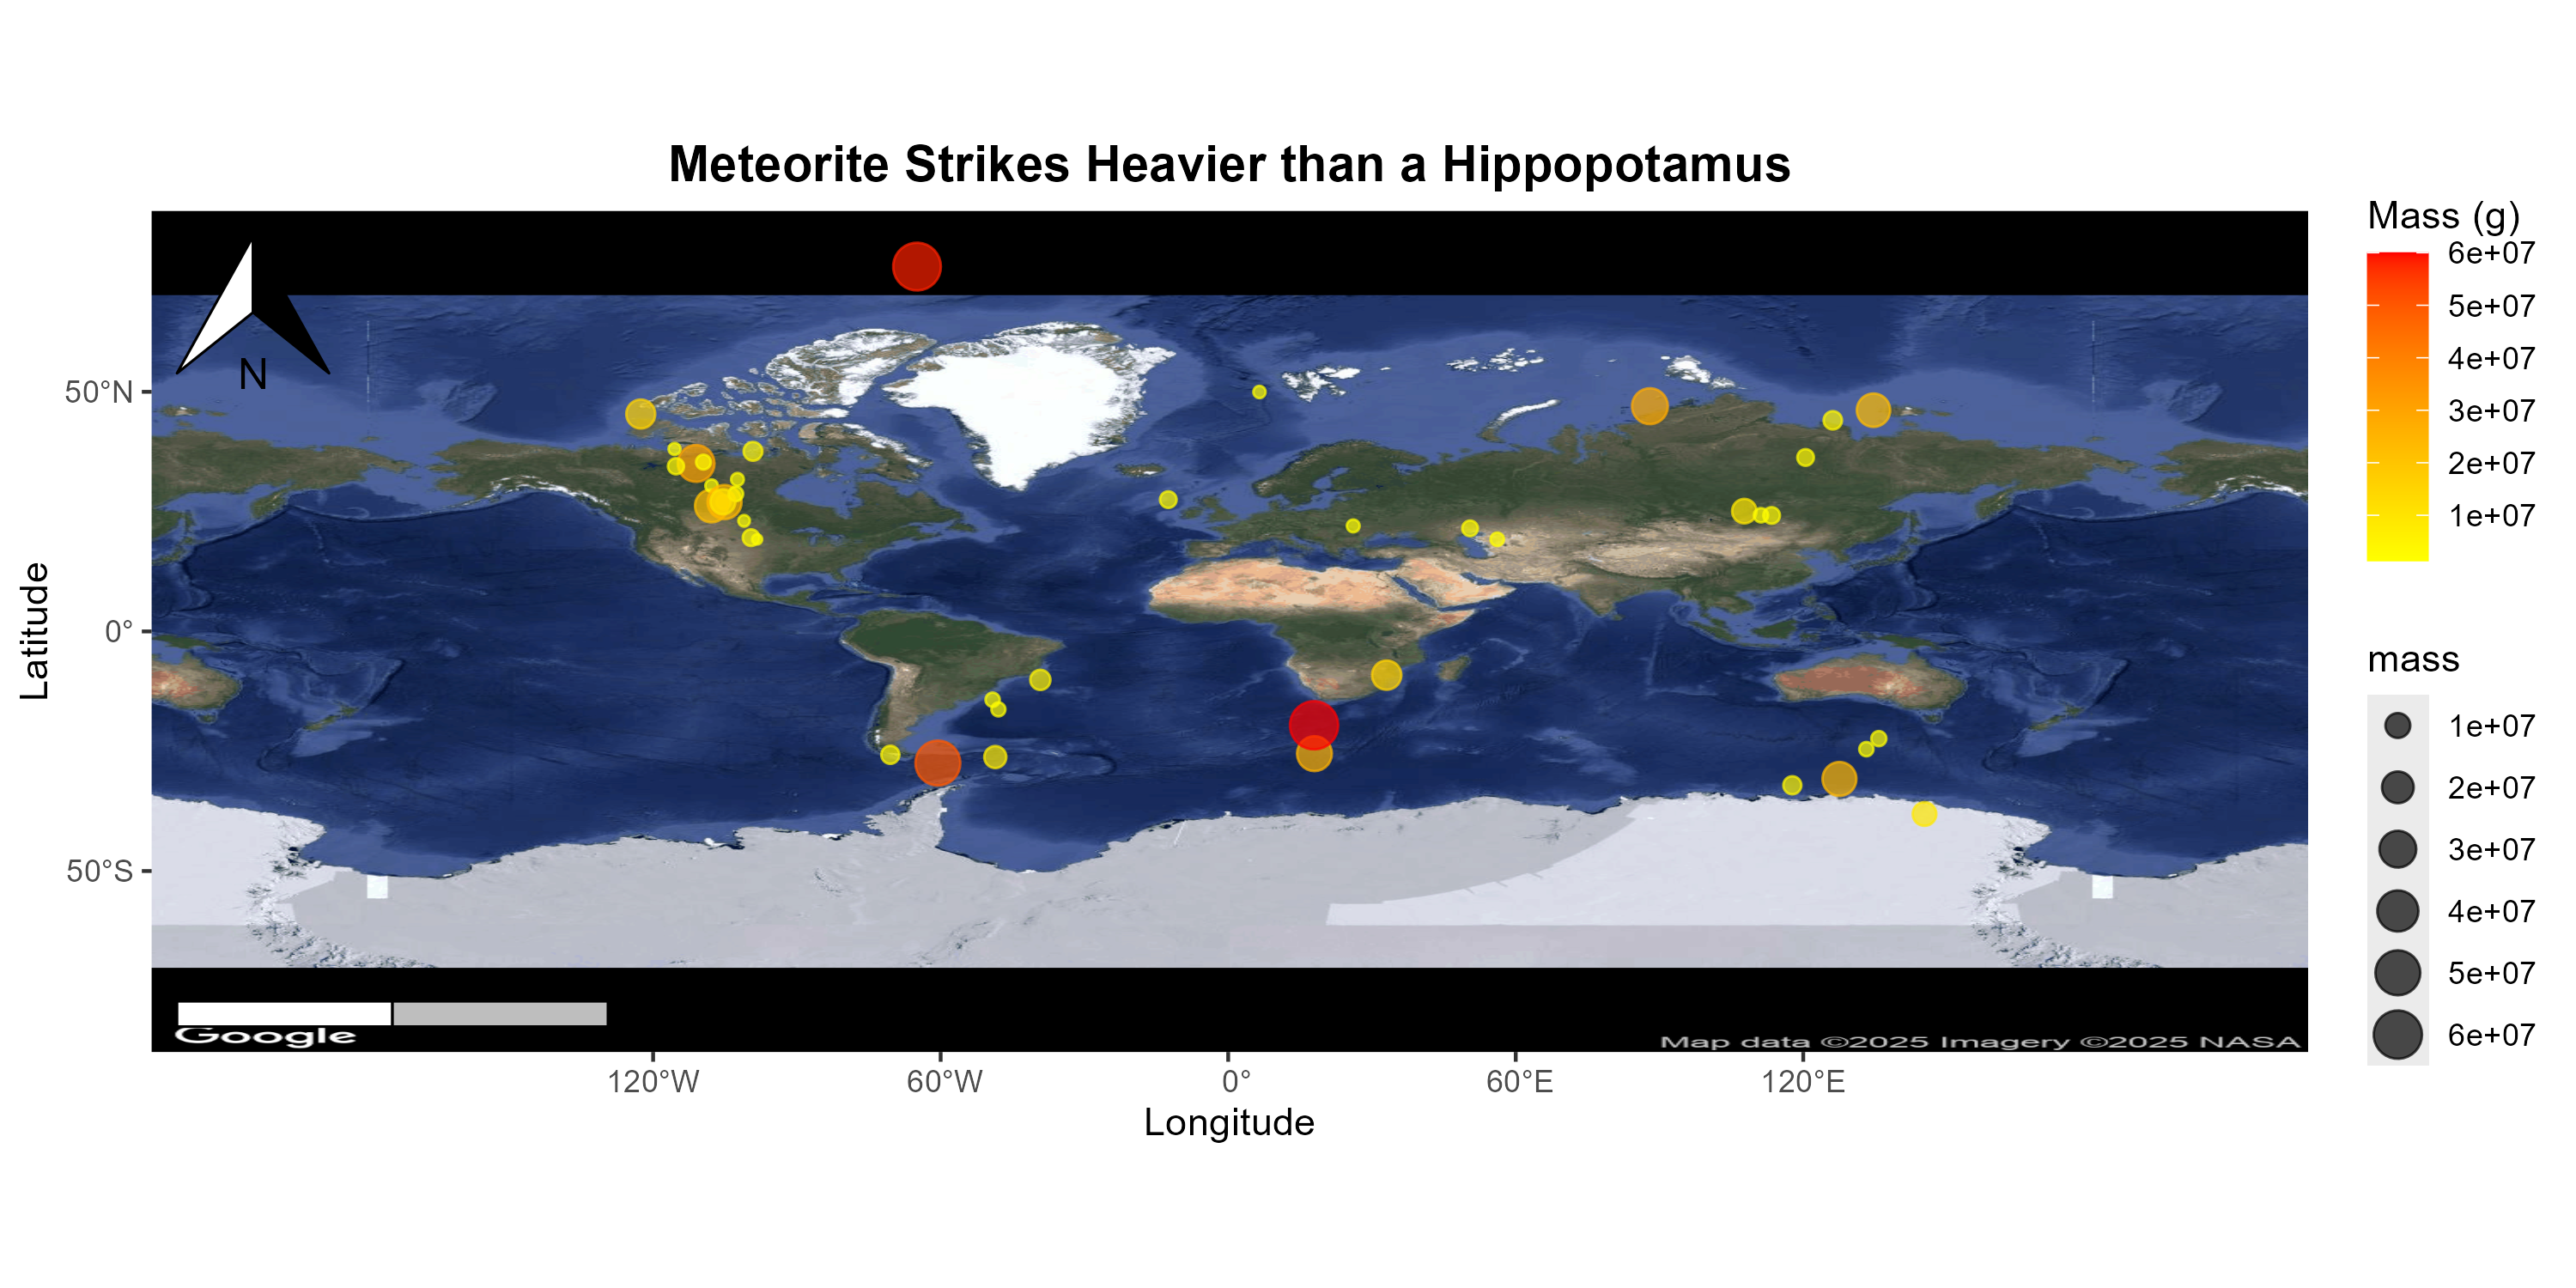 Meteorite Strikes Heavier than a Hippopotamus
N
50°N
0°
50°S
Latitude
120°W
60°W
0°
60°E
120°E
Longitude
Google
Map data ©2025 Imagery ©2025 NASA
Mass (g)
6e+07
5e+07
4e+07
3e+07
2e+07
1e+07
mass
1e+07
2e+07
3e+07
4e+07
5e+07
6e+07